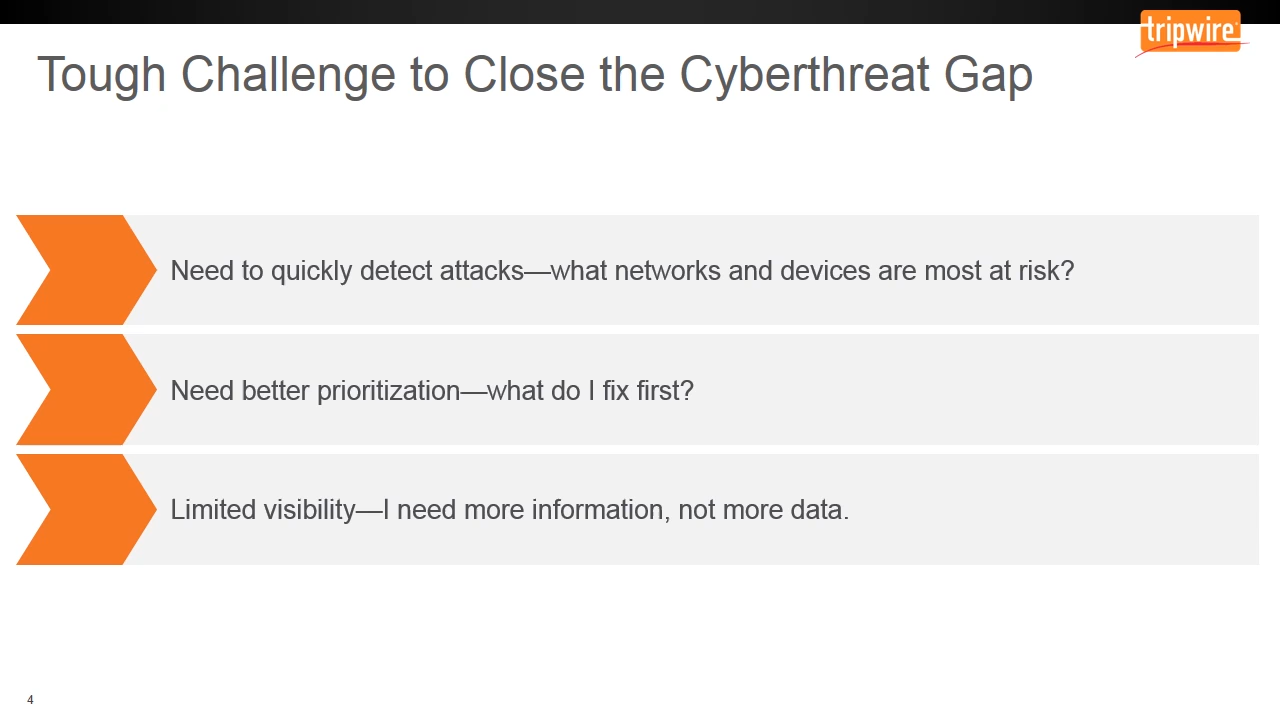 tripwire
Tough Challenge to Close the Cyberthreat Gap
Need to quickly detect attacks—what networks and devices are most at risk?
Need better prioritization—what do I fix first?
Limited visibility—I need more information, not more data.
4